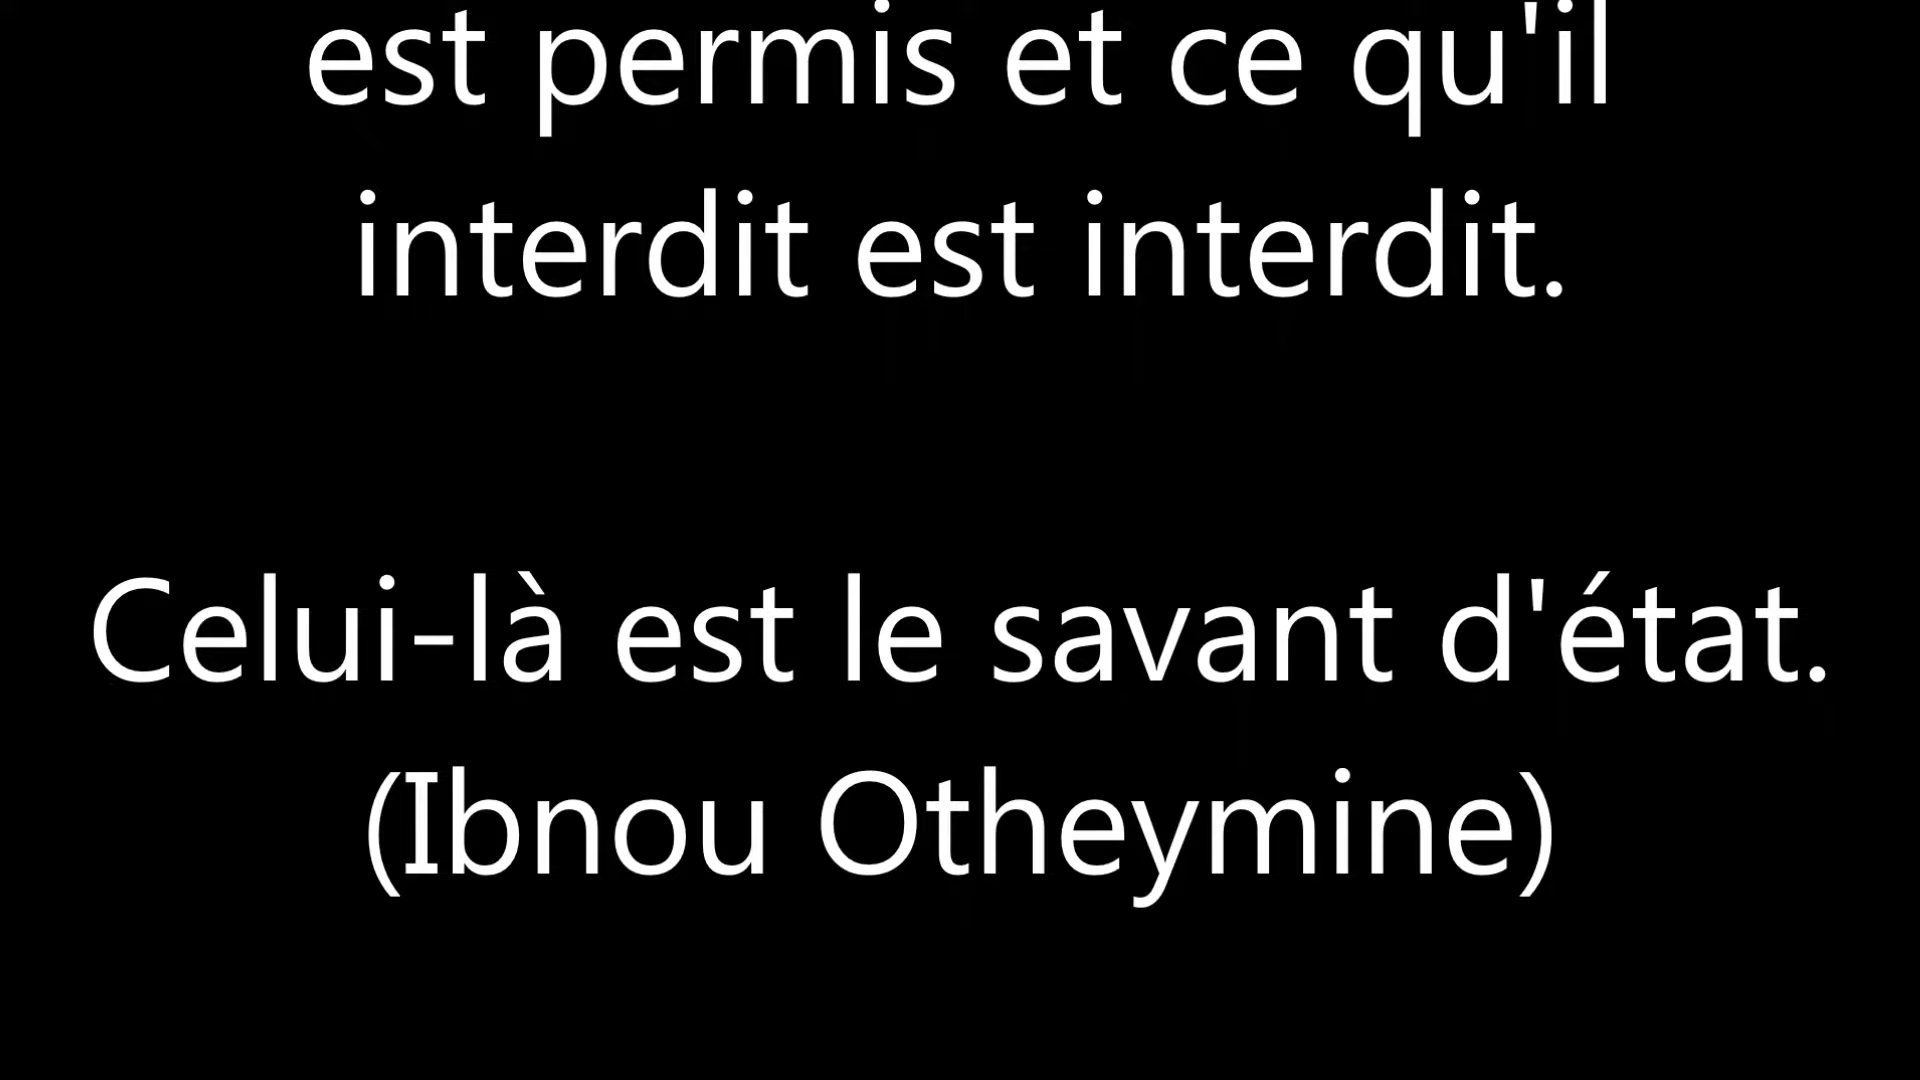 est permis et ce qu'il
interdit est interdit.
Celui-là est le savant d'état.
(Ibnou Otheymine)